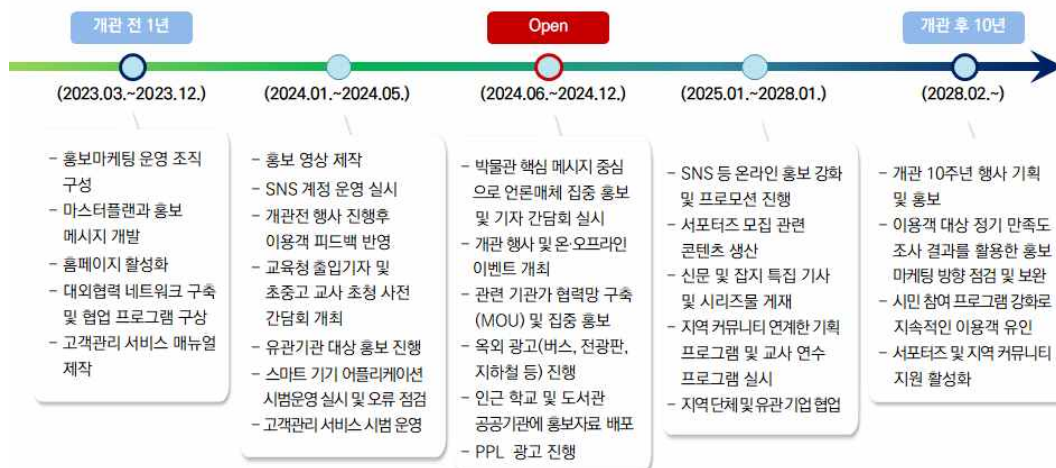 개관 전 1년
Open
개관 후 10년
(2023.03.~2023.12.)
(2024.01.~2024.05.)
(2024.06.~2024.12.)
(2025.01.~2028.01.)
(2028.02.~)
- 홍보마케팅 운영 조직
구성
- 마스터플랜과 홍보
메시지 개발
- 홈페이지 활성화
- 대외협력 네트워크 구축
및 협업 프로그램 구상
- 고객관리 서비스 매뉴얼
제작
- 홍보 영상 제작
- SNS 계정 운영 실시
- 개관전 행사 진행후
이용객 피드백 반영
- 교육청 출입기자 및
초중고 교사 초청 사전
간담회 개최
- 유관기관 대상 홍보 진행
- 스마트 기기 어플리케이션
시범운영 실시 및 오류 점검
- 고객관리 서비스 시범 운영
- 박물관 핵심 메시지 중심
으로 언론매체 집중 홍보
및 기자 간담회 실시
- 개관 행사 및 온·오프라인
이벤트 개최
- 관련 기관가 협력망 구축
(MOU) 및 집중 홍보
- 옥외 광고(버스, 전광판,
지하철 등) 진행
- 인근 학교 및 도서관
공공기관에 홍보자료 배포
- PPL 광고 진행
- SNS 등 온라인 홍보 강화
및 프로모션 진행
- 서포터즈 모집 관련
콘텐츠 생산
- 신문 및 잡지 특집 기사
및 시리즈물 게재
- 지역 커뮤니티 연계한 기획
프로그램 및 교사 연수
프로그램 실시
- 지역 단체 및 유관 기업 협업
- 개관 10주년 행사 기획
및 홍보
- 이용객 대상 정기 만족도
조사 결과를 활용한 홍보
마케팅 방향 점검 및 보완
- 시민 참여 프로그램 강화로
지속적인 이용객 유인
- 서포터즈 및 지역 커뮤니티
지원 활성화